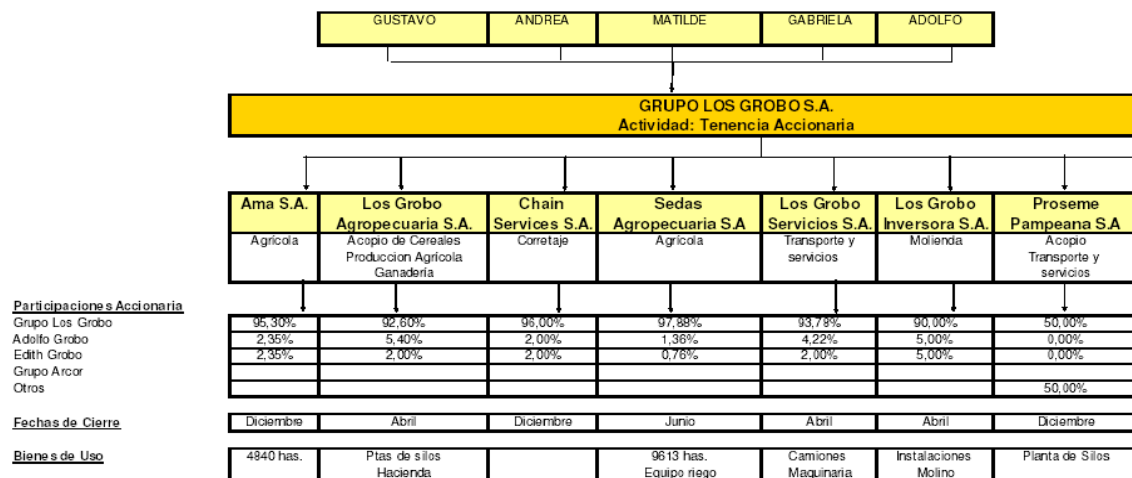 GUSTAVO ANDREA MATILDE GABRIELA ADOLFO
GRUPO LOS GROBO S.A.
Actividad: Tenencia Accionaria
Ama S.A. Los Grobo Chain Sedas Los Grobo Los Grobo Proseme
Agropecuaria S.A. Services S.A. Agropecuaria S.A Servicios S.A. Inversora S.A. Pampeana S.A
Agrícola Acopio de Cereales Corretaje Agrícola Transporte y Molienda Acopio
Produccion Agrícola servicios Transporte y
Ganadería servicios
Participaciones Accionaria
Grupo Los Grobo 95,30% 92,60% 96,00% 97,88% 93,78% 90,00% 50,00%
Adolfo Grobo 2,35% 5,40% 2,00% 1,36% 4,22% 5,00% 0,00%
Edith Grobo 2,35% 2,00% 2,00% 0,76% 2,00% 5,00% 0,00%
Grupo Arcor
Otros 50,00%
Fechas de Cierre Diciembre Abril Diciembre Junio Abril Abril Diciembre
Bienes de Uso 4840 has. Ptas de silos 9613 has. Camiones Instalaciones Planta de Silos
Hacienda Equipo riego Maquinaria Molino